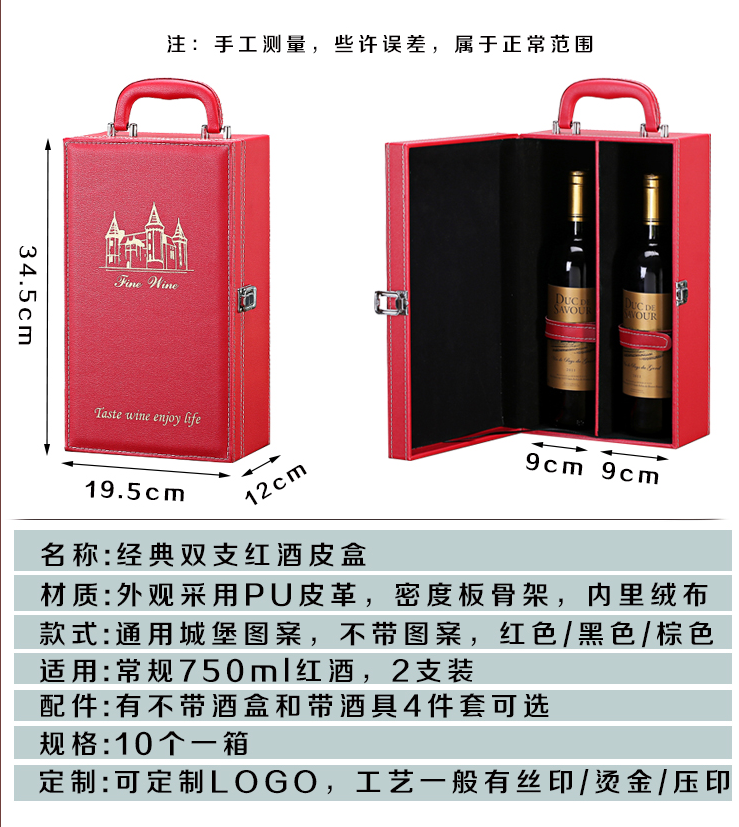 注：手工测量，些许误差，属于正常范围
34.5cm
Fine Wine
Taste wine enjoy life
19.5cm
12cm
DUC DE
SAVOUR
DUC DE
SAVOUR
9cm
9cm
名称:经典双支红酒皮盒
材质:外观采用PU皮革，密度板骨架，内里绒布
款式:通用城堡图案，不带图案，红色/黑色/棕色
适用:常规750ml红酒，2支装
配件:有不带酒盒和带酒具4件套可选
规格:10个一箱
定制:可定制LOGO，工艺一般有丝印/烫金/压印